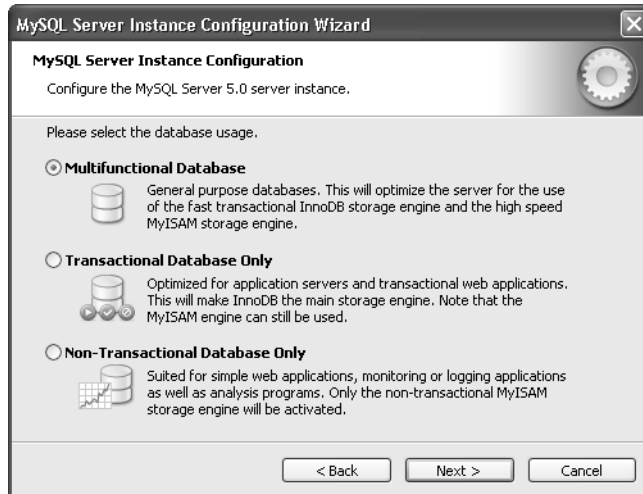 MySQL Server Instance Configuration Wizard
MySQL Server Instance Configuration
Configure the MySQL Server 5.0 server instance.
Please select the database usage.
Multifunctional Database
General purpose databases. This will optimize the server for the use
of the fast transactional InnoDB storage engine and the high speed
MyISAM storage engine.
Transactional Database Only
Optimized for application servers and transactional web applications.
This will make InnoDB the main storage engine. Note that the
MyISAM engine can still be used.
Non-Transactional Database Only
Suited for simple web applications, monitoring or logging applications
as well as analysis programs. Only the non-transactional MyISAM
storage engine will be activated.
< Back
Next >
Cancel